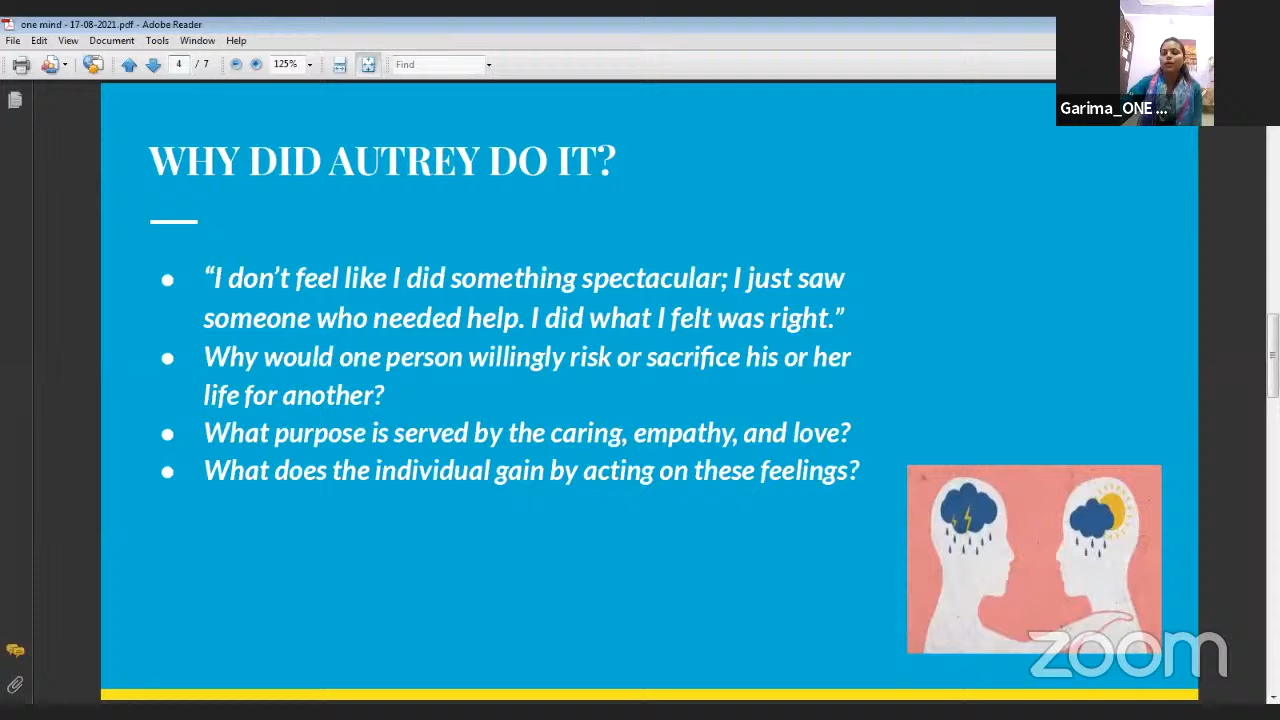 one mind - 17-08-2021.pdf - Adobe Reader
File Edit View Document Tools Window Help
4 / 7 125% Find
Garima_ONE ...
WHY DID AUTREY DO IT?
● “I don’t feel like I did something spectacular; I just saw
someone who needed help. I did what I felt was right.”
● Why would one person willingly risk or sacrifice his or her
life for another?
● What purpose is served by the caring, empathy, and love?
● What does the individual gain by acting on these feelings?
zoom